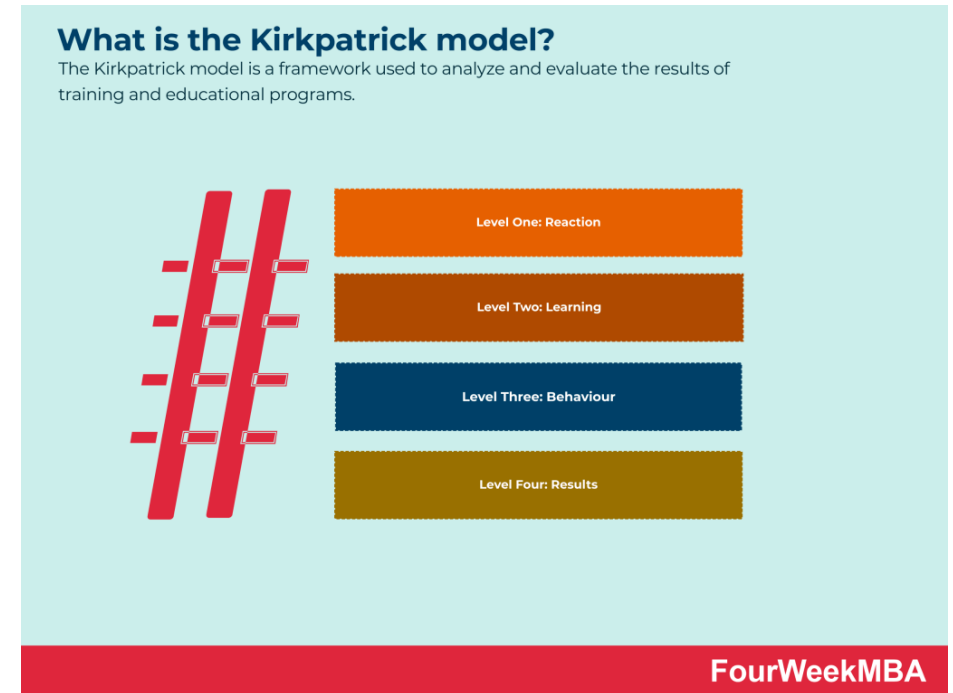 What is the Kirkpatrick model?
The Kirkpatrick model is a framework used to analyze and evaluate the results of
training and educational programs.
Level One: Reaction
Level Two: Learning
Level Three: Behaviour
Level Four: Results
FourWeekMBA